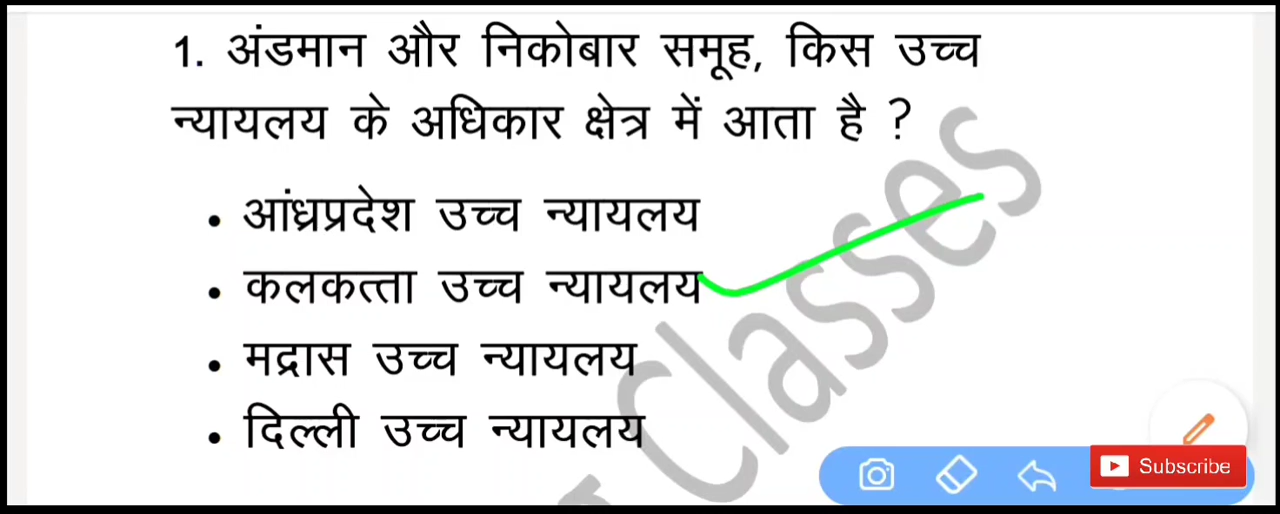 1. अंडमान और निकोबार समूह, किस उच्च
न्यायलय के अधिकार क्षेत्र में आता है ?
• आंध्रप्रदेश उच्च न्यायलय
• कलकत्ता उच्च न्यायलय
• मद्रास उच्च न्यायलय
• दिल्ली उच्च न्यायलय
Classes
Subscribe